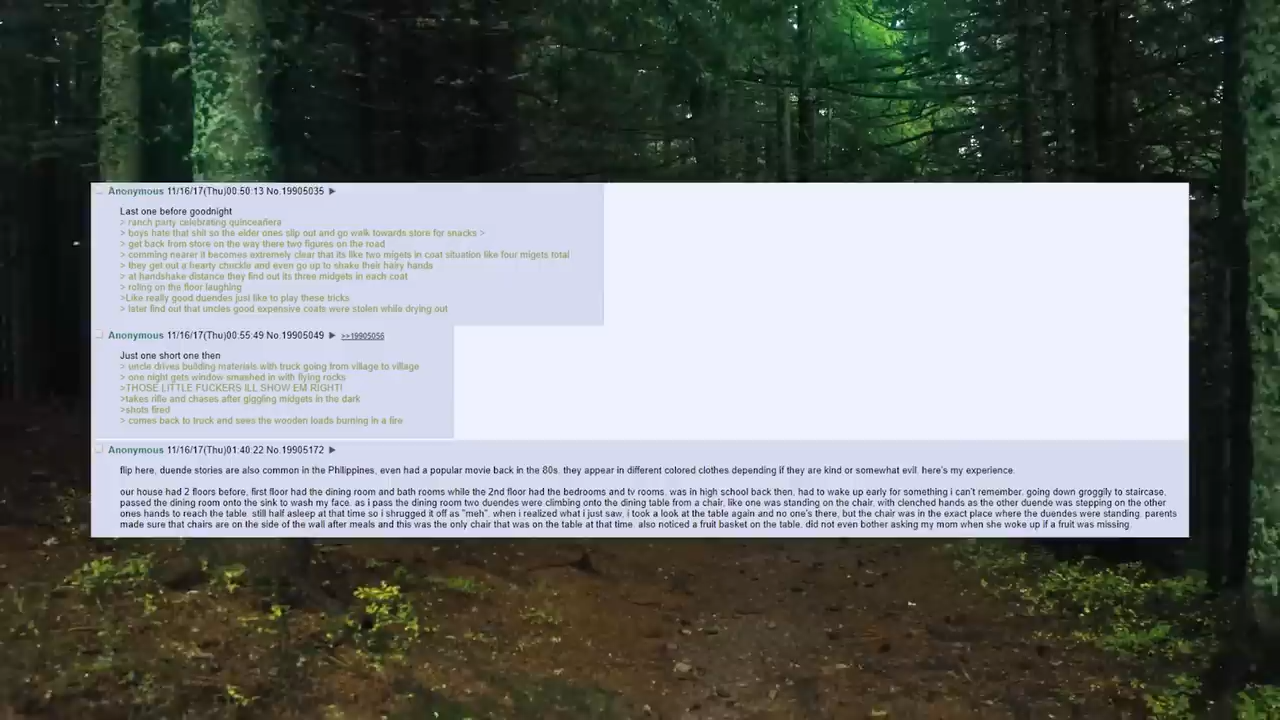 Anonymous 11/16/17(Thu)00:50:13 No.19905035 ▶
Last one before goodnight
> ranch party celebrating quinceañera
> boys hate that shit so the elder ones slip out and go walk towards store for snacks >
> get back from store on the way there two figures on the road
> comming nearer it becomes extremely clear that its like two migets in coat situation like four migets total
> they get out a hearty chuckle and even go up to shake their hairy hands
> at handshake distance they find out its three midgets in each coat
> roling on the floor laughing
>Like really good duendes just like to play these tricks
> later find out that uncles good expensive coats were stolen while drying out
Anonymous 11/16/17(Thu)00:55:49 No.19905049 ▶ >>19905056
Just one short one then
> uncle drives building materials with truck going from village to village
> one night gets window smashed in with flying rocks
>THOSE LITTLE FUCKERS ILL SHOW EM RIGHT!
>takes rifle and chases after giggling midgets in the dark
>shots fired
> comes back to truck and sees the wooden loads burning in a fire
Anonymous 11/16/17(Thu)01:40:22 No.19905172 ▶
flip here, duende stories are also common in the Philippines, even had a popular movie back in the 80s. they appear in different colored clothes depending if they are kind or somewhat evil. here's my experience.
our house had 2 floors before, first floor had the dining room and bath rooms while the 2nd floor had the bedrooms and tv rooms. was in high school back then, had to wake up early for something i can't remember. going down groggily to staircase,
passed the dining room onto the sink to wash my face. as i pass the dining room two duendes were climbing onto the dining table from a chair, like one was standing on the chair, with clenched hands as the other duende was stepping on the other
ones hands to reach the table. still half asleep at that time so i shrugged it off as "meh". when i realized what i just saw, i took a look at the table again and no one's there, but the chair was in the exact place where the duendes were standing. parents
made sure that chairs are on the side of the wall after meals and this was the only chair that was on the table at that time. also noticed a fruit basket on the table. did not even bother asking my mom when she woke up if a fruit was missing.